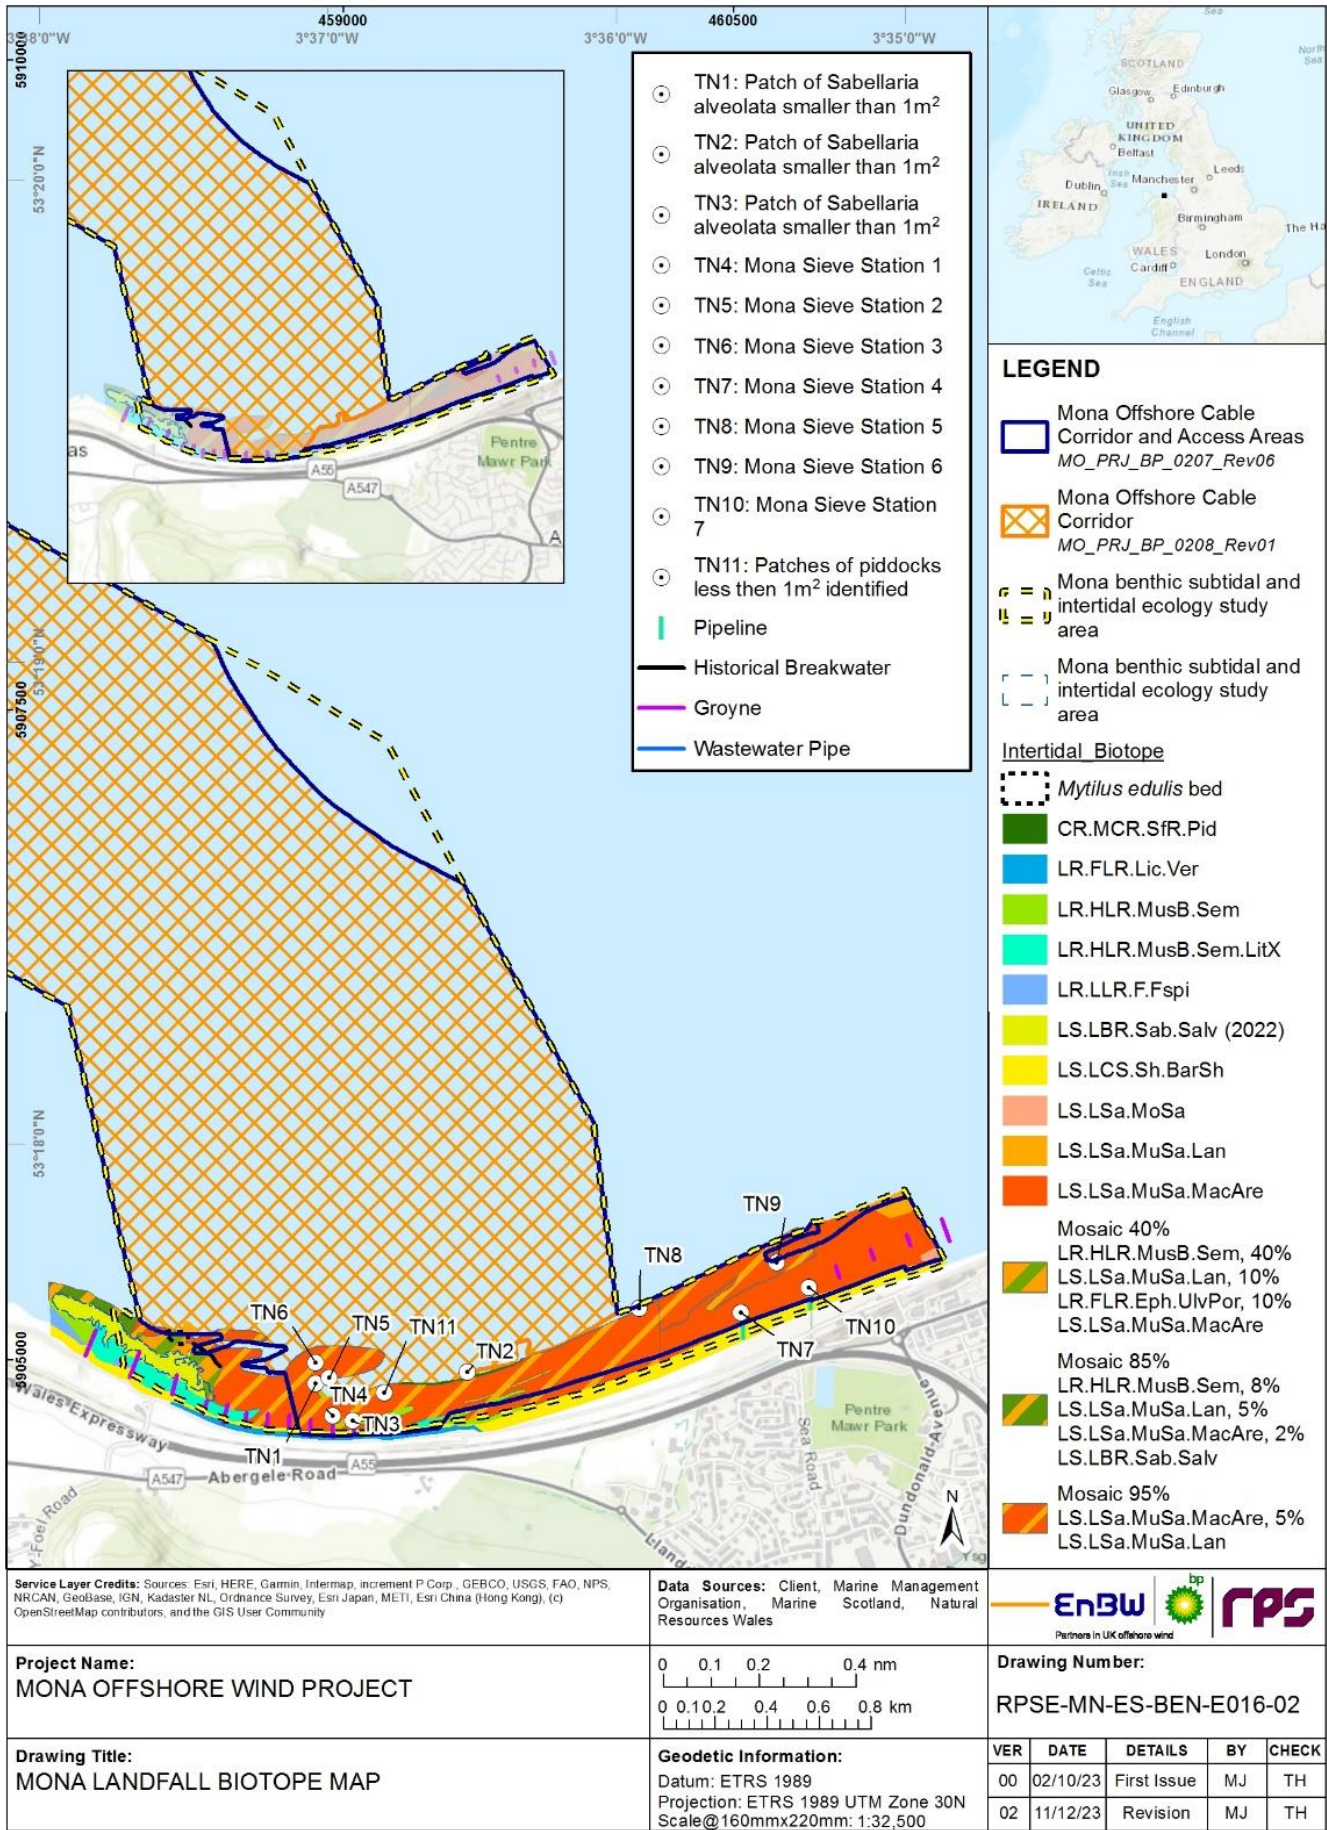 459000
460500
3°38'0"W
3°37'0"W
3°36'0"W
3°35'0"W
5910000
53°20'0"N
53°19'0"N
5907500
53°18'0"N
5905000
as
Pentre
Mawr Park
A55
A547
A
TN1: Patch of Sabellaria
alveolata smaller than 1m²
TN2: Patch of Sabellaria
alveolata smaller than 1m²
TN3: Patch of Sabellaria
alveolata smaller than 1m²
TN4: Mona Sieve Station 1
TN5: Mona Sieve Station 2
TN6: Mona Sieve Station 3
TN7: Mona Sieve Station 4
TN8: Mona Sieve Station 5
TN9: Mona Sieve Station 6
TN10: Mona Sieve Station
7
TN11: Patches of piddocks
less then 1m² identified
Pipeline
Historical Breakwater
Groyne
Wastewater Pipe
TN9
TN8
TN6
TN5
TN11
TN2
TN10
TN7
TN4
TN3
TN1
Wales Expressway
A547
Abergele Road
A55
Y-Foel Road
Sea Road
Pentre
Mawr Park
Dundonald Avenue
Lland
Ysg
N
Sea
North
Sea
SCOTLAND
Glasgow
Edinburgh
UNITED
KINGDOM
Belfast
Irish
Sea
Leeds
Dublin
Manchester
IRELAND
Birmingham
The Ha
WALES
London
Cardiff
Celtic
Sea
ENGLAND
English
Channel
LEGEND
Mona Offshore Cable
Corridor and Access Areas
MO_PRJ_BP_0207_Rev06
Mona Offshore Cable
Corridor
MO_PRJ_BP_0208_Rev01
Mona benthic subtidal and
intertidal ecology study
area
Mona benthic subtidal and
intertidal ecology study
area
Intertidal_Biotope
Mytilus edulis bed
CR.MCR.SfR.Pid
LR.FLR.Lic.Ver
LR.HLR.MusB.Sem
LR.HLR.MusB.Sem.LitX
LR.LLR.F.Fspi
LS.LBR.Sab.Salv (2022)
LS.LCS.Sh.BarSh
LS.LSa.MoSa
LS.LSa.MuSa.Lan
LS.LSa.MuSa.MacAre
Mosaic 40%
LR.HLR.MusB.Sem, 40%
LS.LSa.MuSa.Lan, 10%
LR.FLR.Eph.UlvPor, 10%
LS.LSa.MuSa.MacAre
Mosaic 85%
LR.HLR.MusB.Sem, 8%
LS.LSa.MuSa.Lan, 5%
LS.LSa.MuSa.MacAre, 2%
LS.LBR.Sab.Salv
Mosaic 95%
LS.LSa.MuSa.MacAre, 5%
LS.LSa.MuSa.Lan
Service Layer Credits: Sources: Esri, HERE, Garmin, Intermap, increment P Corp., GEBCO, USGS, FAO, NPS,
NRCAN, GeoBase, IGN, Kadaster NL, Ordnance Survey, Esri Japan, METI, Esri China (Hong Kong), (c)
OpenStreetMap contributors, and the GIS User Community
Data Sources: Client, Marine Management
Organisation, Marine Scotland, Natural
Resources Wales
EnBW
bp
rps
Partners in UK offshore wind
Project Name:
MONA OFFSHORE WIND PROJECT
0 0.1 0.2 0.4 nm
0 0.10.2 0.4 0.6 0.8 km
Drawing Number:
RPSE-MN-ES-BEN-E016-02
Drawing Title:
MONA LANDFALL BIOTOPE MAP
Geodetic Information:
Datum: ETRS 1989
Projection: ETRS 1989 UTM Zone 30N
Scale@160mmx220mm: 1:32,500
VER DATE DETAILS BY CHECK
00 02/10/23 First Issue MJ TH
02 11/12/23 Revision MJ TH